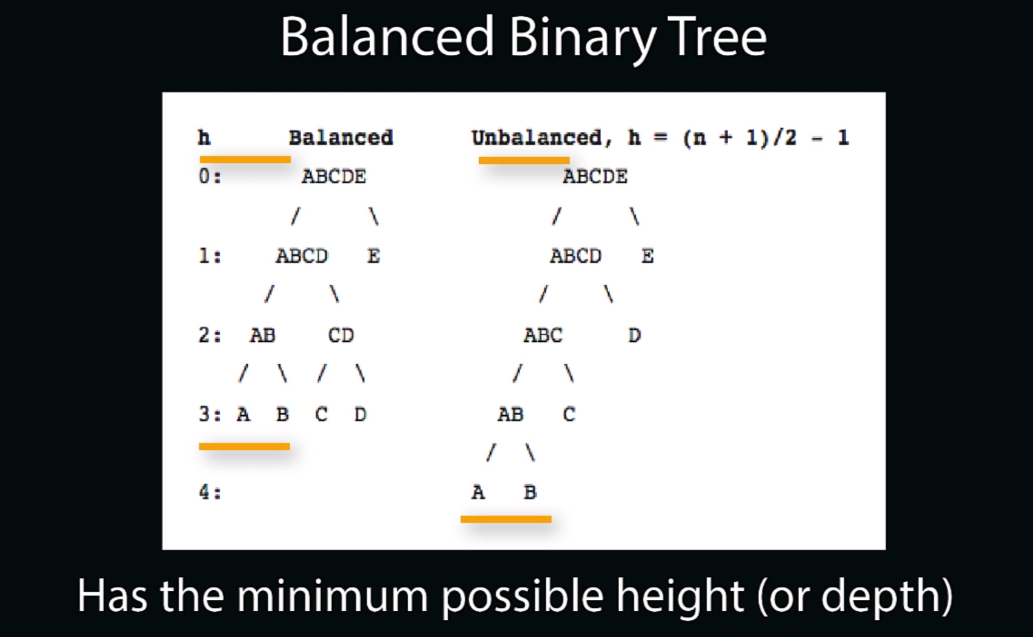 Balanced Binary Tree
h Balanced Unbalanced, h = (n + 1)/2 - 1
0: ABCDE ABCDE
/ \ / \
1: ABCD E ABCD E
/ \ / \
2: AB CD ABC D
/ \ / \ / \
3: A B C D AB C
/ \
4: A B
Has the minimum possible height (or depth)